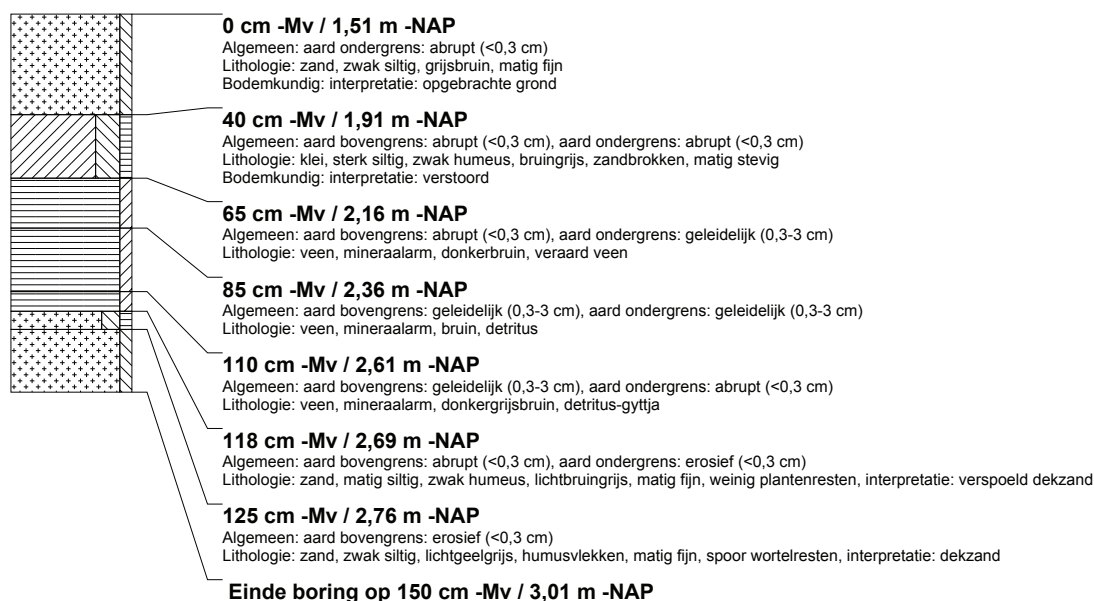 0 cm -Mv / 1,51 m -NAP
Algemeen: aard ondergrens: abrupt (<0,3 cm)
Lithologie: zand, zwak siltig, grijsbruin, matig fijn
Bodemkundig: interpretatie: opgebrachte grond
40 cm -Mv / 1,91 m -NAP
Algemeen: aard bovengrens: abrupt (<0,3 cm), aard ondergrens: abrupt (<0,3 cm)
Lithologie: klei, sterk siltig, zwak humeus, bruingrijs, zandbrokken, matig stevig
Bodemkundig: interpretatie: verstoord
65 cm -Mv / 2,16 m -NAP
Algemeen: aard bovengrens: abrupt (<0,3 cm), aard ondergrens: geleidelijk (0,3-3 cm)
Lithologie: veen, mineraalarm, donkerbruin, veraard veen
85 cm -Mv / 2,36 m -NAP
Algemeen: aard bovengrens: geleidelijk (0,3-3 cm), aard ondergrens: geleidelijk (0,3-3 cm)
Lithologie: veen, mineraalarm, bruin, detritus
110 cm -Mv / 2,61 m -NAP
Algemeen: aard bovengrens: geleidelijk (0,3-3 cm), aard ondergrens: abrupt (<0,3 cm)
Lithologie: veen, mineraalarm, donkergrijsbruin, detritus-gyttja
118 cm -Mv / 2,69 m -NAP
Algemeen: aard bovengrens: abrupt (<0,3 cm), aard ondergrens: erosief (<0,3 cm)
Lithologie: zand, matig siltig, zwak humeus, lichtbruingrijs, matig fijn, weinig plantenresten, interpretatie: verspoeld dekzand
125 cm -Mv / 2,76 m -NAP
Algemeen: aard bovengrens: erosief (<0,3 cm)
Lithologie: zand, zwak siltig, lichtgeelgrijs, humusvlekken, matig fijn, spoor wortelresten, interpretatie: dekzand
Einde boring op 150 cm -Mv / 3,01 m -NAP